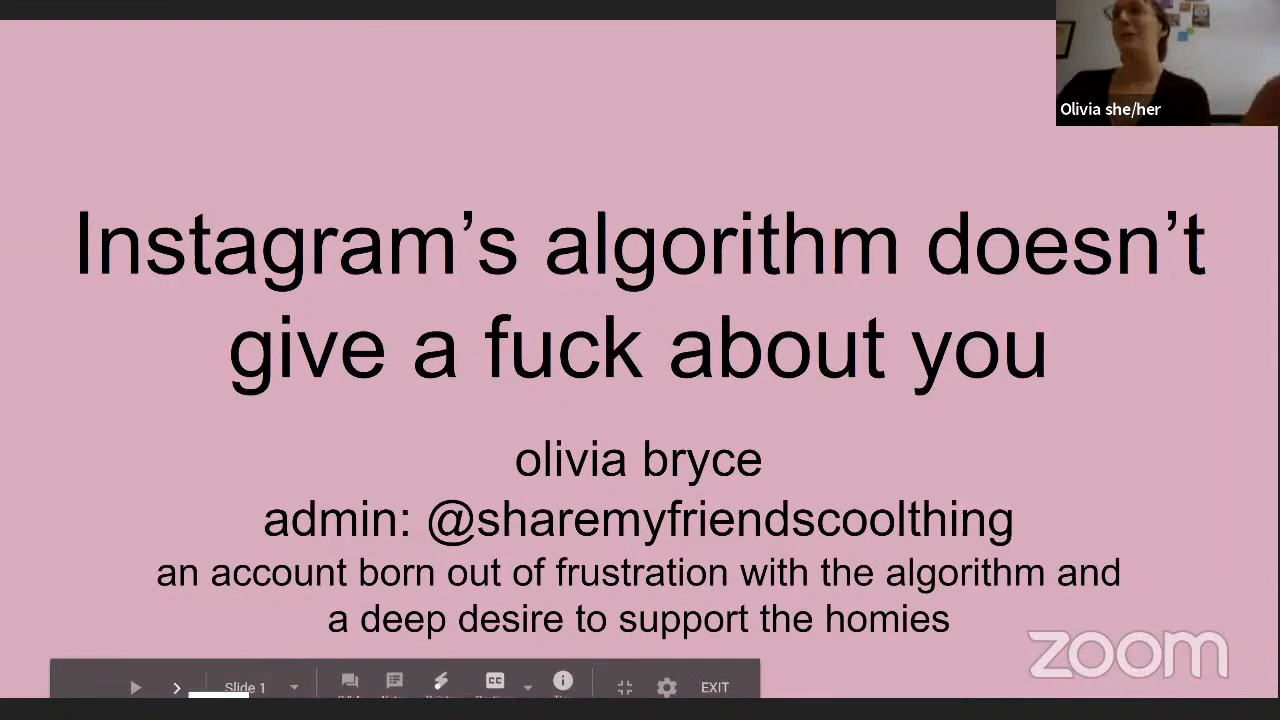 Olivia she/her
Instagram’s algorithm doesn’t
give a fuck about you
olivia bryce
admin: @sharemyfriendscoolthing
an account born out of frustration with the algorithm and
a deep desire to support the homies
zoom
Slide 1
CC
EXIT